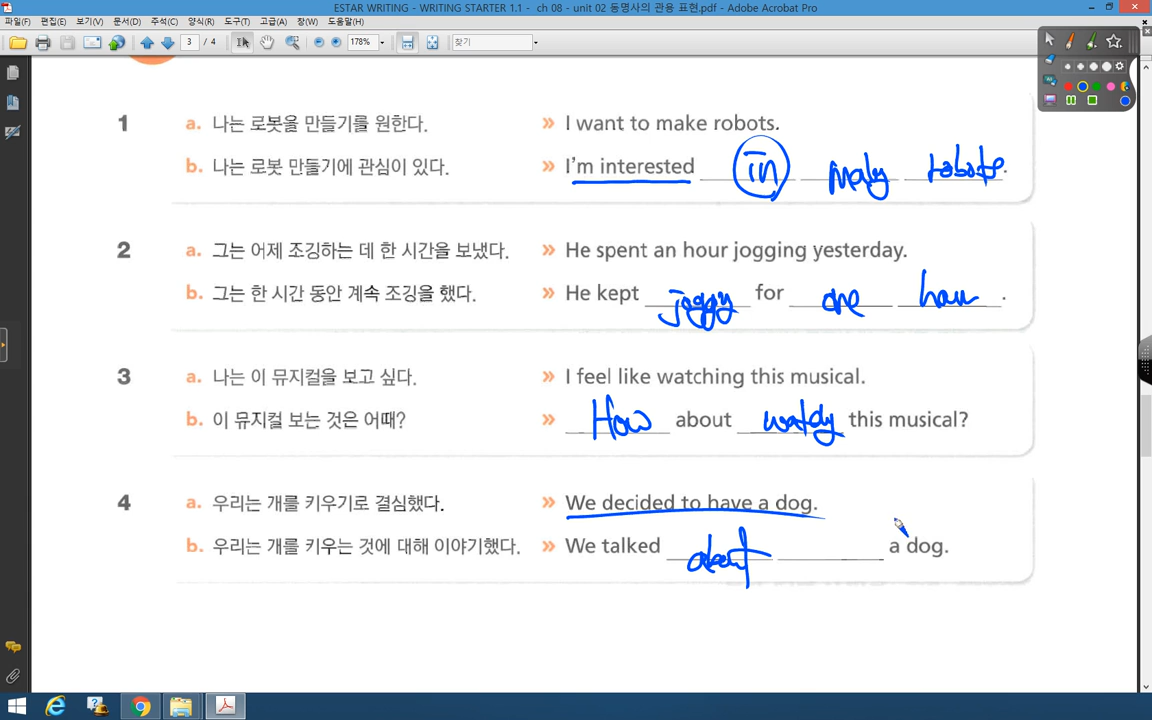 ESTAR WRITING - WRITING STARTER 1.1 - ch 08 - unit 02 동명사의 관용 표현.pdf - Adobe Acrobat Pro
파일(F) 편집(E) 보기(V) 문서(D) 주석(C) 양식(R) 도구(T) 고급(A) 창(W) 도움말(H)
3 / 4 178% 찾기
1 a. 나는 로봇을 만들기를 원한다. » I want to make robots.
b. 나는 로봇 만들기에 관심이 있다. » I'm interested in making robots.
2 a. 그는 어제 조깅하는 데 한 시간을 보냈다. » He spent an hour jogging yesterday.
b. 그는 한 시간 동안 계속 조깅을 했다. » He kept jogging for one hour.
3 a. 나는 이 뮤지컬을 보고 싶다. » I feel like watching this musical.
b. 이 뮤지컬 보는 것은 어때? » How about watching this musical?
4 a. 우리는 개를 키우기로 결심했다. » We decided to have a dog.
b. 우리는 개를 키우는 것에 대해 이야기했다. » We talked about a dog.